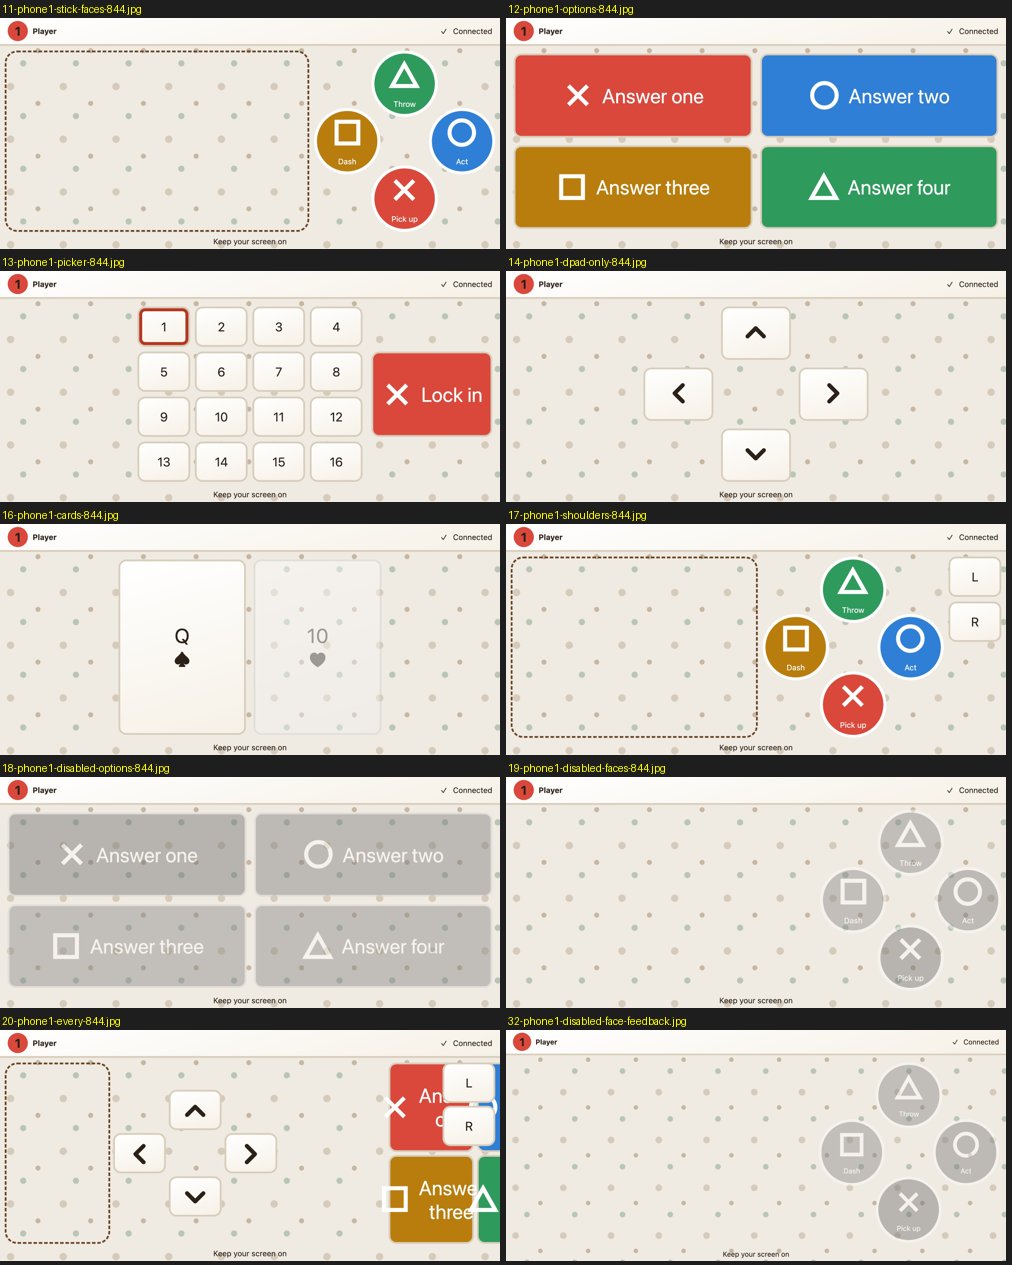 11-phone1-stick-faces-844.jpg
1 Player ✓ Connected
Throw
Dash
Act
Pick up
Keep your screen on
12-phone1-options-844.jpg
1 Player ✓ Connected
Answer one
Answer two
Answer three
Answer four
Keep your screen on
13-phone1-picker-844.jpg
1 Player ✓ Connected
1 2 3 4
5 6 7 8
Lock in
9 10 11 12
13 14 15 16
Keep your screen on
14-phone1-dpad-only-844.jpg
1 Player ✓ Connected
Keep your screen on
16-phone1-cards-844.jpg
1 Player ✓ Connected
Q
10
Keep your screen on
17-phone1-shoulders-844.jpg
1 Player ✓ Connected
L
Throw
R
Dash
Act
Pick up
Keep your screen on
18-phone1-disabled-options-844.jpg
1 Player ✓ Connected
Answer one
Answer two
Answer three
Answer four
Keep your screen on
19-phone1-disabled-faces-844.jpg
1 Player ✓ Connected
Throw
Dash
Act
Pick up
Keep your screen on
20-phone1-every-844.jpg
1 Player ✓ Connected
L
R
Answe
three
Keep your screen on
32-phone1-disabled-face-feedback.jpg
1 Player ✓ Connected
Throw
Dash
Act
Pick up
Keep your screen on